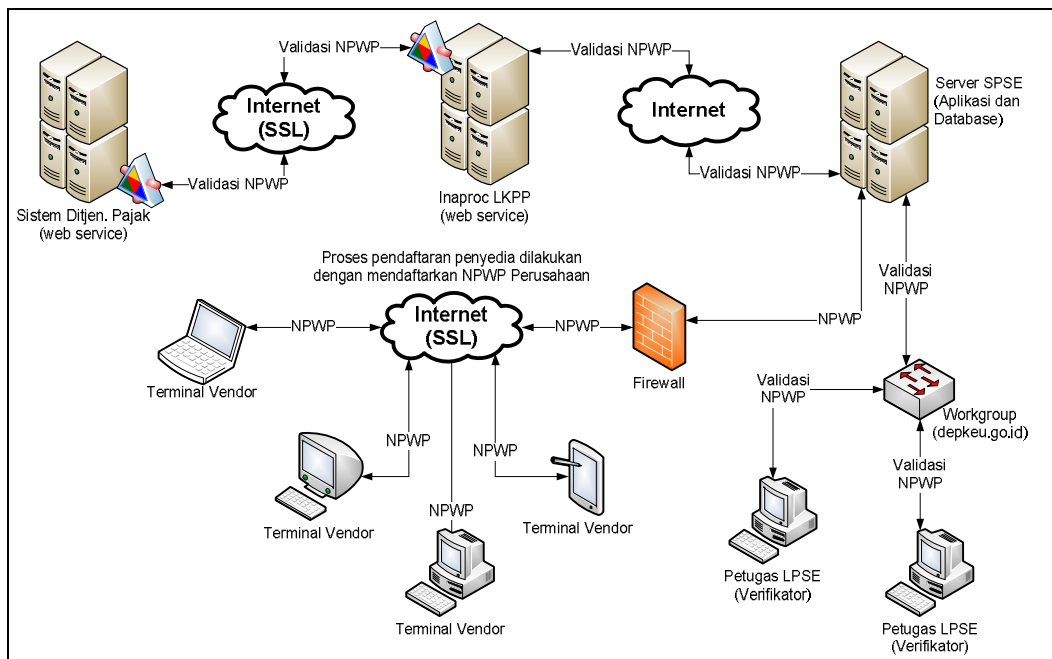 Validasi NPWP
Validasi NPWP
Internet
(SSL)
Internet
Server SPSE
(Aplikasi dan
Database)
Validasi NPWP
Validasi NPWP
Sistem Ditjen. Pajak
(web service)
Inaproc LKPP
(web service)
Proses pendaftaran penyedia dilakukan
dengan mendaftarkan NPWP Perusahaan
Validasi
NPWP
Internet
(SSL)
NPWP
NPWP
NPWP
Terminal Vendor
Firewall
Validasi
NPWP
Workgroup
(depkeu.go.id)
NPWP
NPWP
Validasi
NPWP
Terminal Vendor
NPWP
Terminal Vendor
Petugas LPSE
(Verifikator)
Terminal Vendor
Petugas LPSE
(Verifikator)